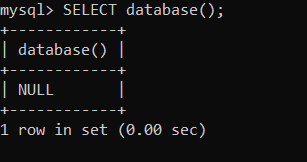 mysql> SELECT database();
+------------+
| database() |
+------------+
| NULL       |
+------------+
1 row in set (0.00 sec)